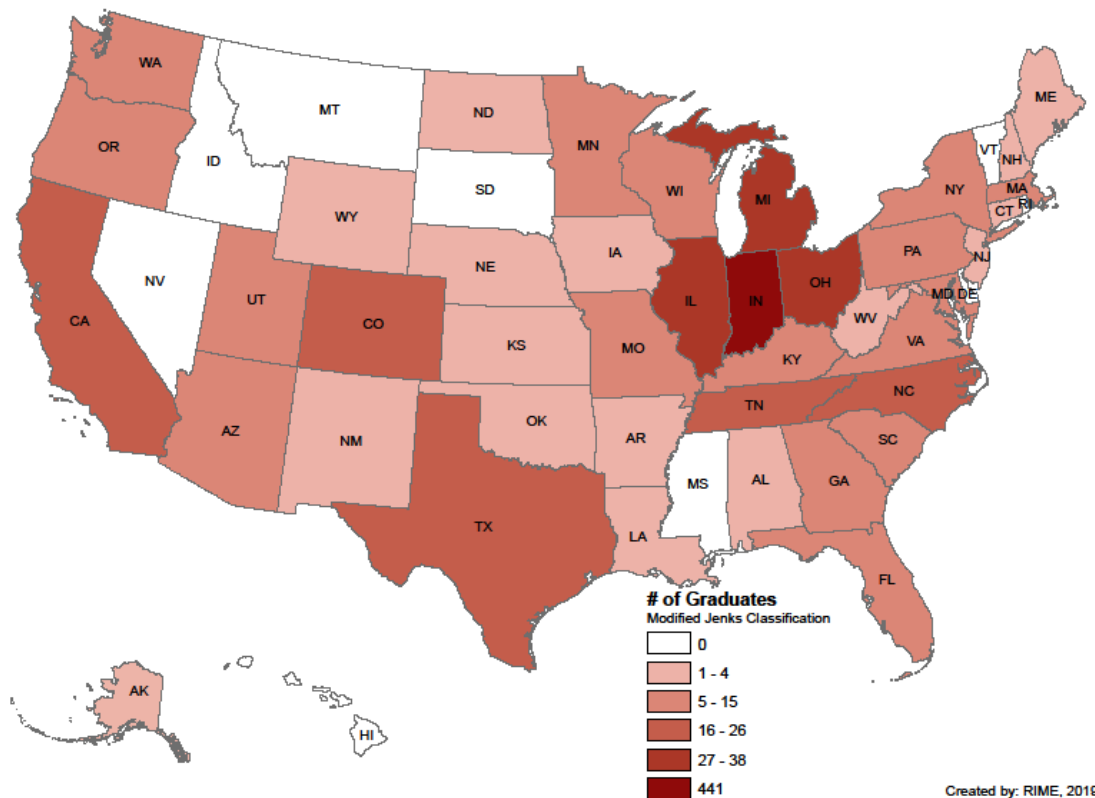 WA
ME
MT
ND
VT
OR
MN
NH
ID
NY
MA
SD
WI
CT
RI
MI
WY
PA
IA
NJ
NE
NV
OH
MD
DE
IL
IN
UT
WV
CA
CO
VA
KS
MO
KY
NC
TN
AZ
OK
NM
AR
SC
MS
AL
GA
TX
LA
FL
# of Graduates
Modified Jenks Classification
0
1 - 4
5 - 15
16 - 26
27 - 38
441
AK
HI
Created by: RIME, 2019